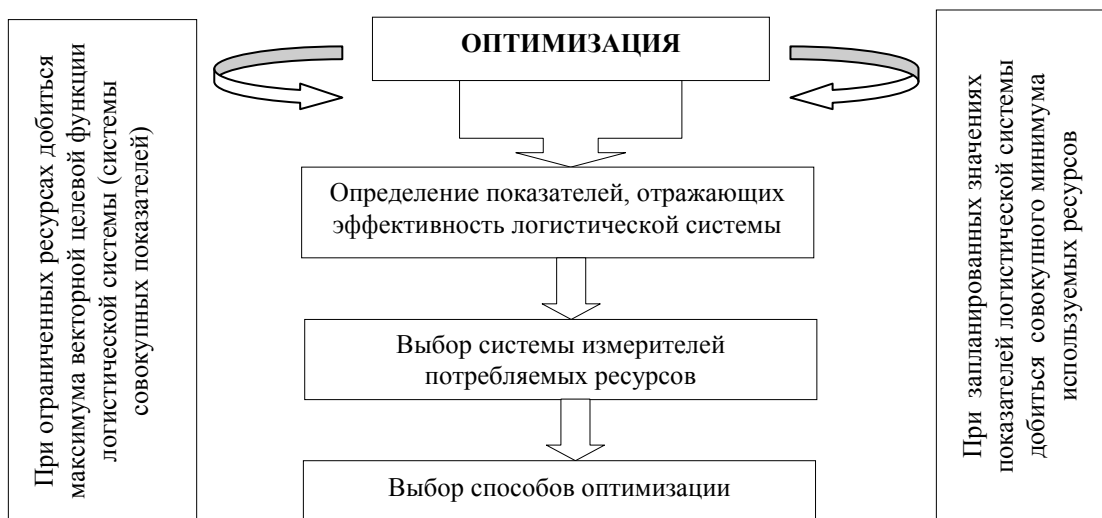 При ограниченных ресурсах добиться
максимума векторной целевой функции
логистической системы (системы
совокупных показателей)
ОПТИМИЗАЦИЯ
Определение показателей, отражающих
эффективность логистической системы
Выбор системы измерителей
потребляемых ресурсов
Выбор способов оптимизации
При запланированных значениях
показателей логистической системы
добиться совокупного минимума
используемых ресурсов